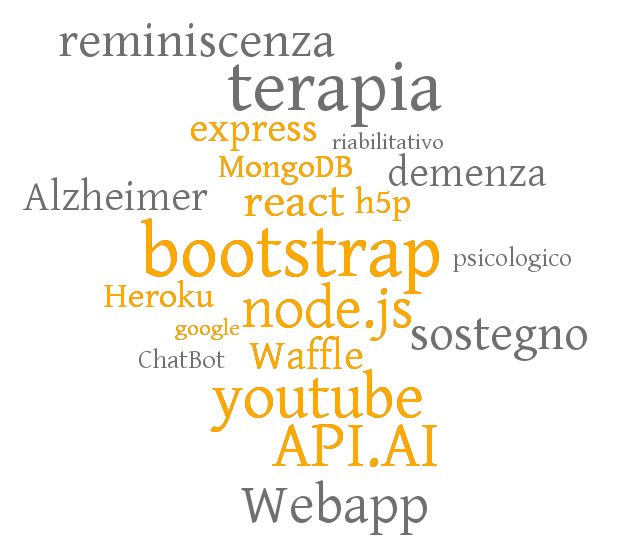 reminiscenza
terapia
express
riabilitativo
MongoDB
demenza
Alzheimer
react
h5p
bootstrap
psicologico
Heroku
node.js
google
sostegno
ChatBot
Waffle
youtube
API.AI
Webapp